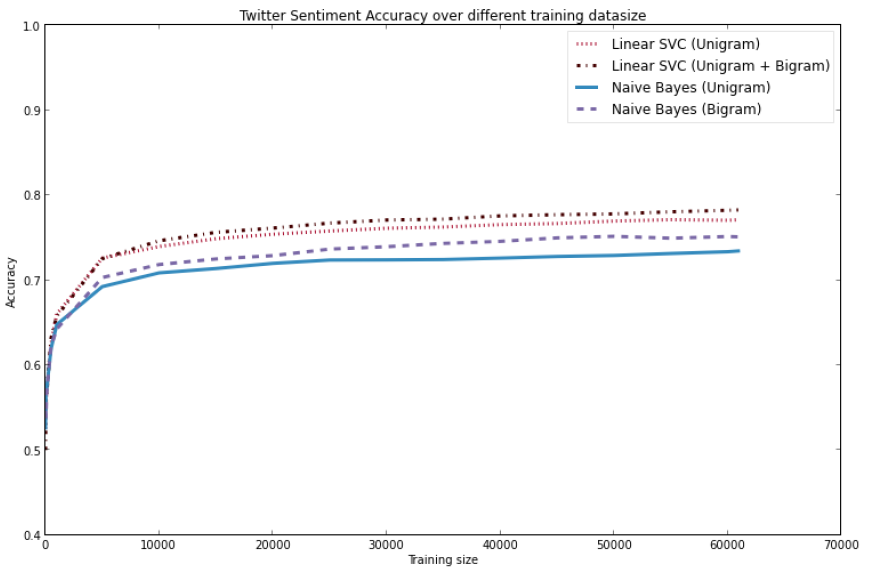 Twitter Sentiment Accuracy over different training datasize
1.0
Linear SVC (Unigram)
Linear SVC (Unigram + Bigram)
Naive Bayes (Unigram)
Naive Bayes (Bigram)
0.9
0.8
0.7
Accuracy
0.6
0.5
0.4
0 10000 20000 30000 40000 50000 60000 70000
Training size